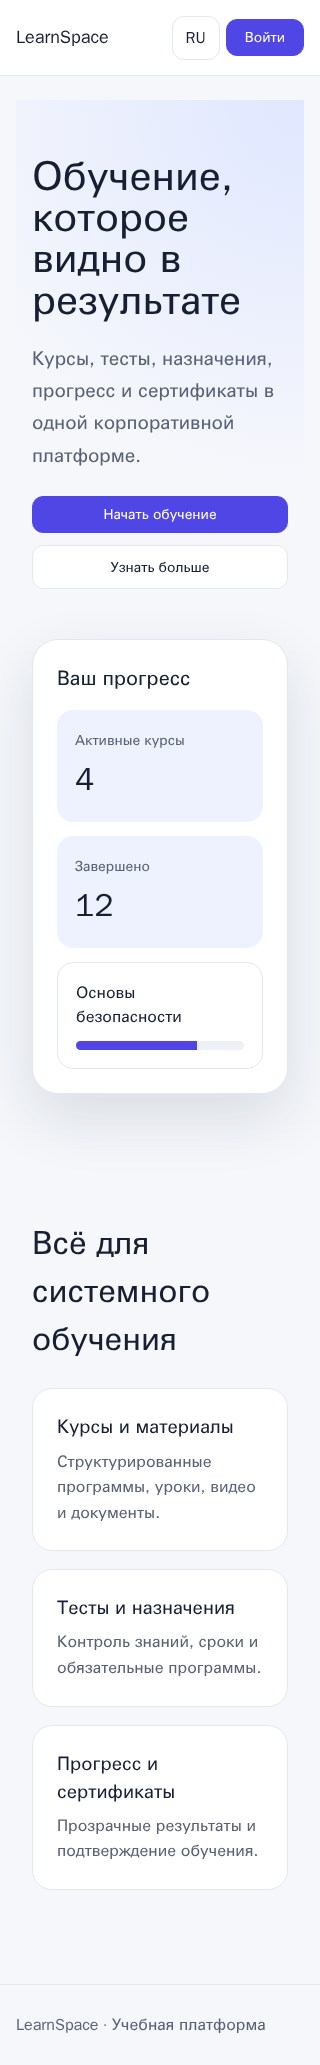 LearnSpace
RU
Войти
Обучение,
которое
видно в
результате
Курсы, тесты, назначения,
прогресс и сертификаты в
одной корпоративной
платформе.
Начать обучение
Узнать больше
Ваш прогресс
Активные курсы
4
Завершено
12
Основы
безопасности
Всё для
системного
обучения
Курсы и материалы
Структурированные
программы, уроки, видео
и документы.
Тесты и назначения
Контроль знаний, сроки и
обязательные программы.
Прогресс и
сертификаты
Прозрачные результаты и
подтверждение обучения.
LearnSpace · Учебная платформа